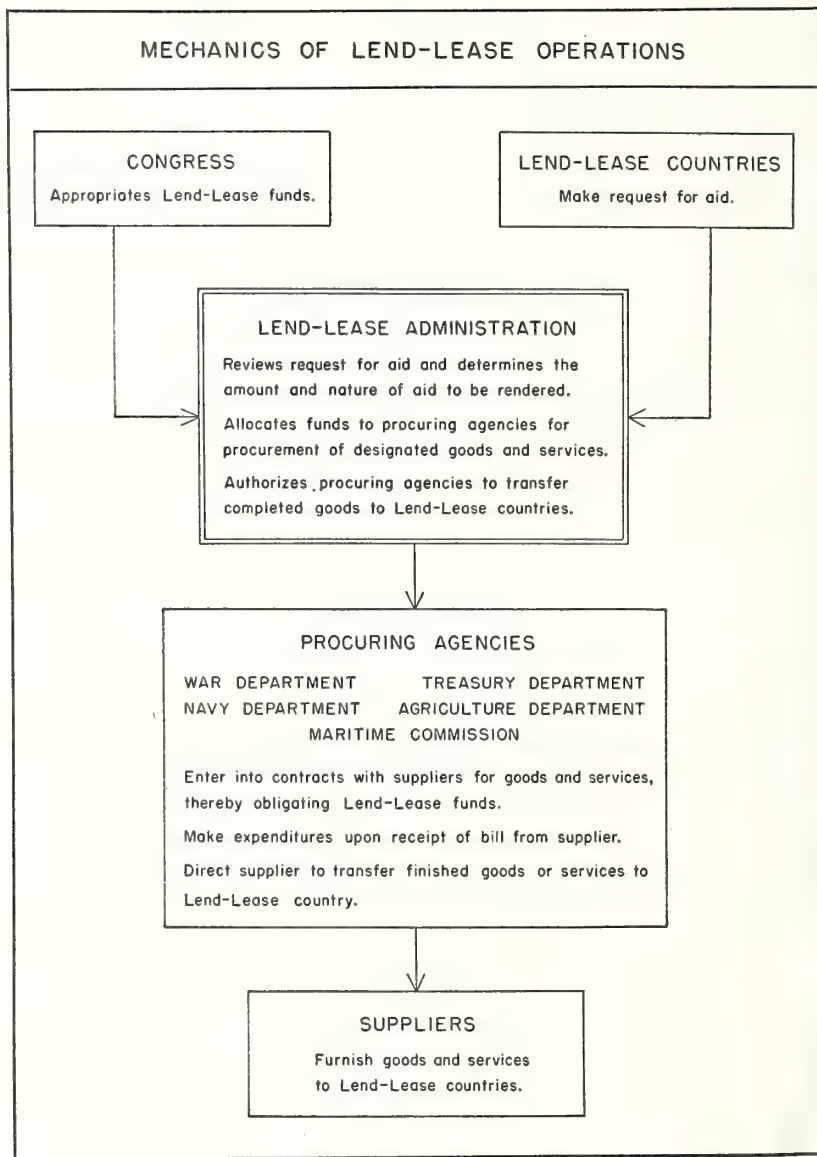 MECHANICS OF LEND-LEASE OPERATIONS
CONGRESS
Appropriates Lend-Lease funds.
LEND-LEASE COUNTRIES
Make request for aid.
LEND-LEASE ADMINISTRATION
Reviews request for aid and determines the
amount and nature of aid to be rendered.
Allocates funds to procuring agencies for
procurement of designated goods and services.
Authorizes procuring agencies to transfer
completed goods to Lend-Lease countries.
PROCURING AGENCIES
WAR DEPARTMENT TREASURY DEPARTMENT
NAVY DEPARTMENT AGRICULTURE DEPARTMENT
MARITIME COMMISSION
Enter into contracts with suppliers for goods and services,
thereby obligating Lend-Lease funds.
Make expenditures upon receipt of bill from supplier.
Direct supplier to transfer finished goods or services to
Lend-Lease country.
SUPPLIERS
Furnish goods and services
to Lend-Lease countries.